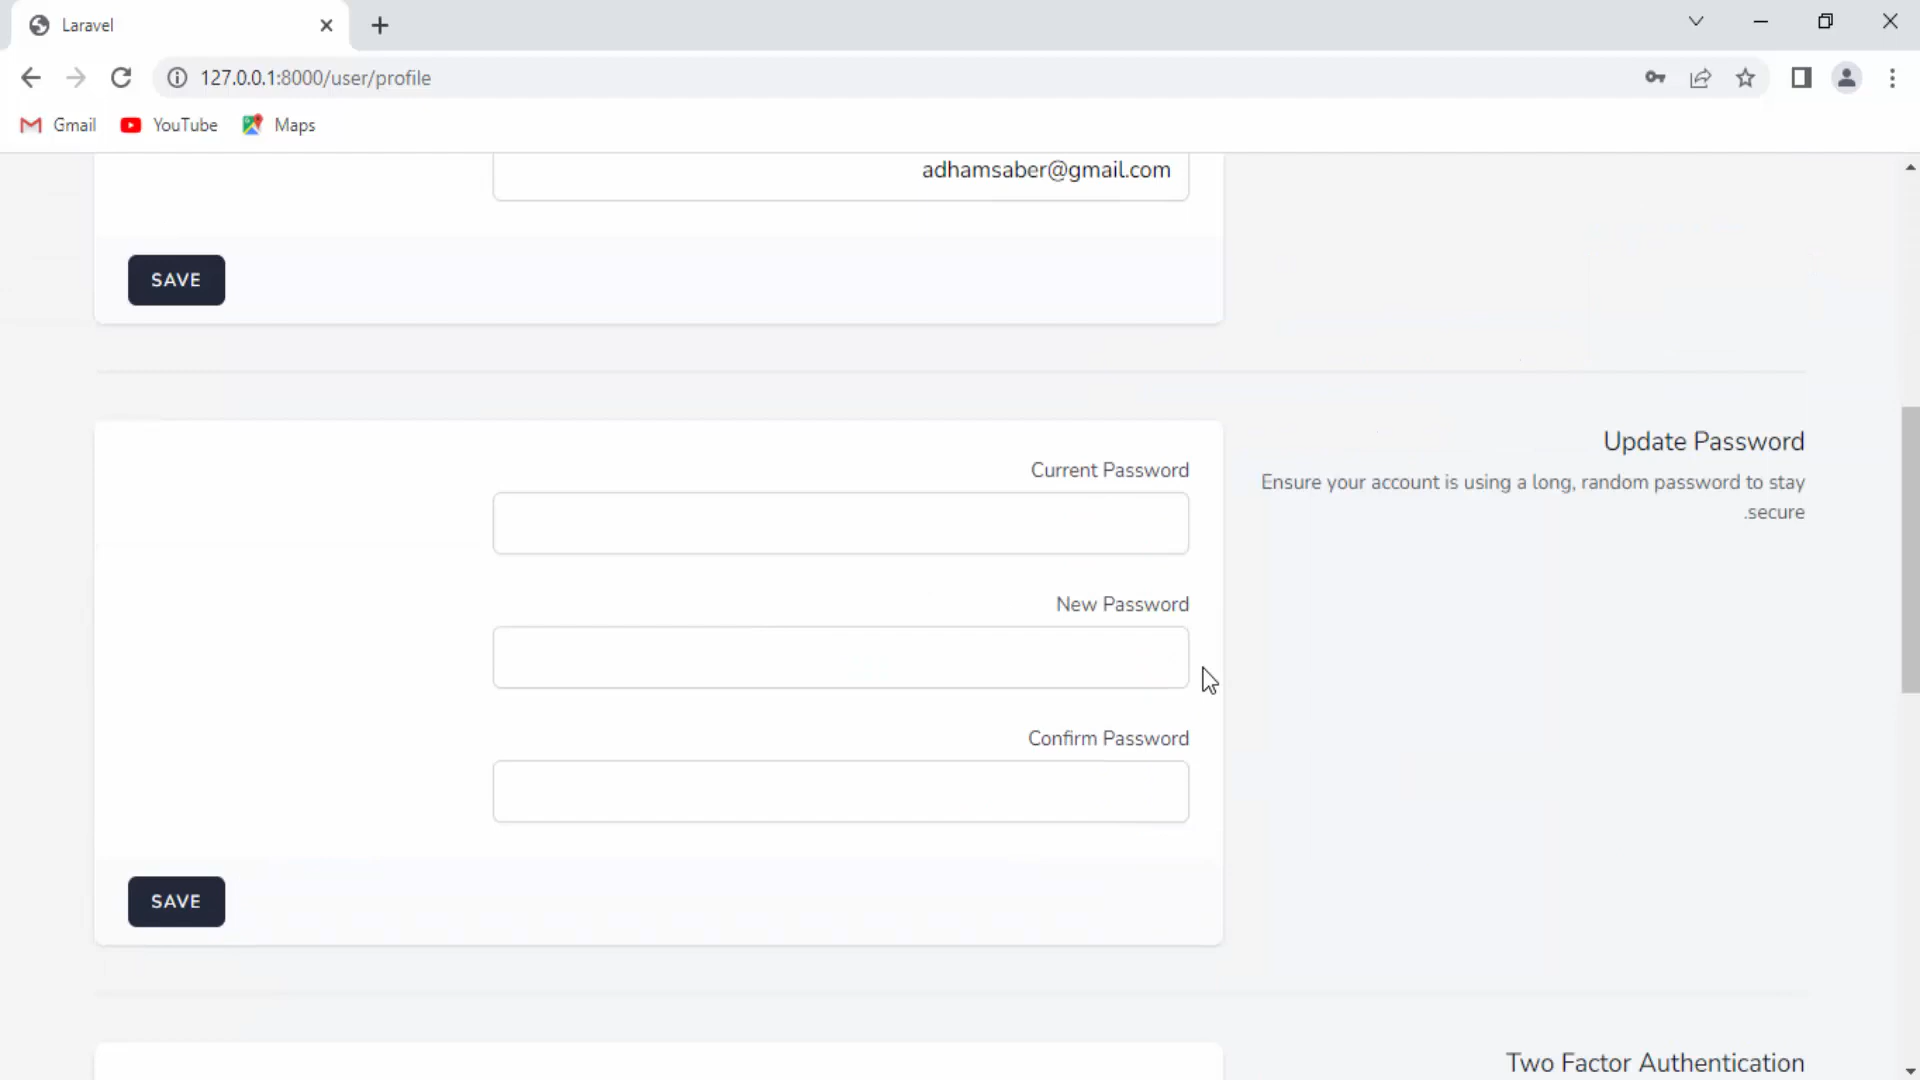 Laravel
127.0.0.1:8000/user/profile
Gmail YouTube Maps
adhamsaber@gmail.com
SAVE
Update Password
Ensure your account is using a long, random password to stay
.secure
Current Password
New Password
Confirm Password
SAVE
Two Factor Authentication